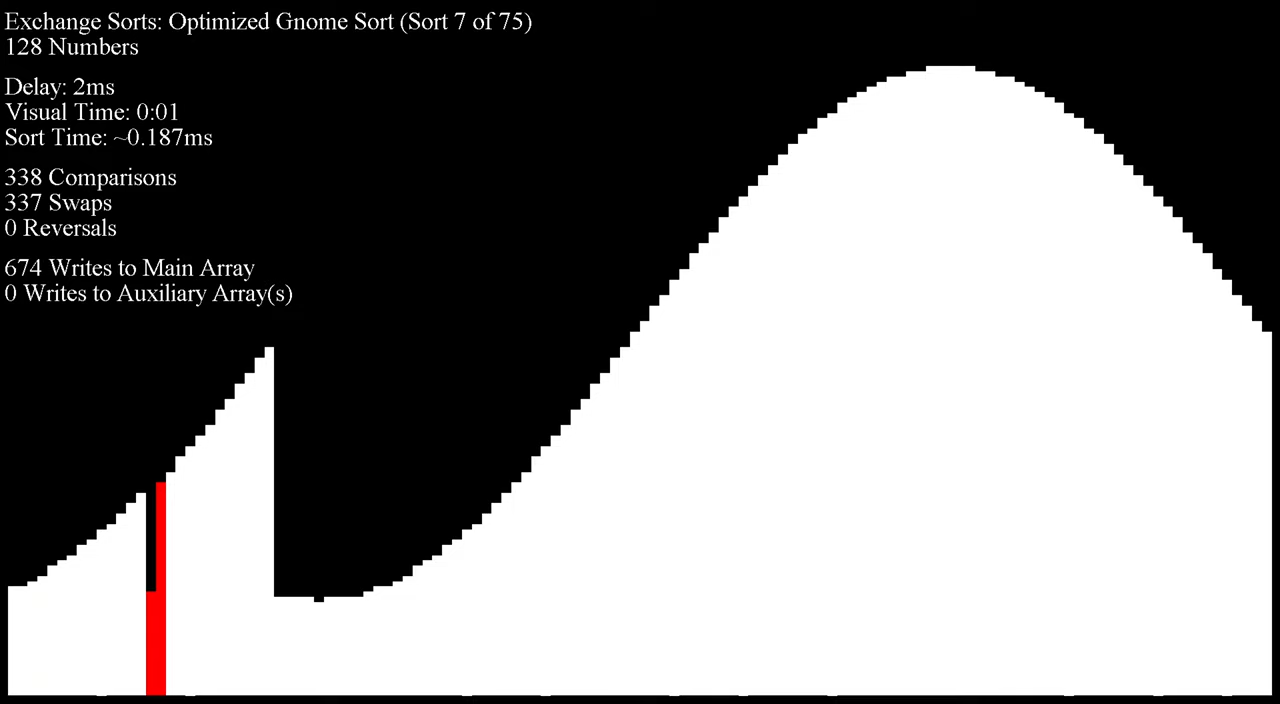 Exchange Sorts: Optimized Gnome Sort (Sort 7 of 75)
128 Numbers
Delay: 2ms
Visual Time: 0:01
Sort Time: ~0.187ms
338 Comparisons
337 Swaps
0 Reversals
674 Writes to Main Array
0 Writes to Auxiliary Array(s)